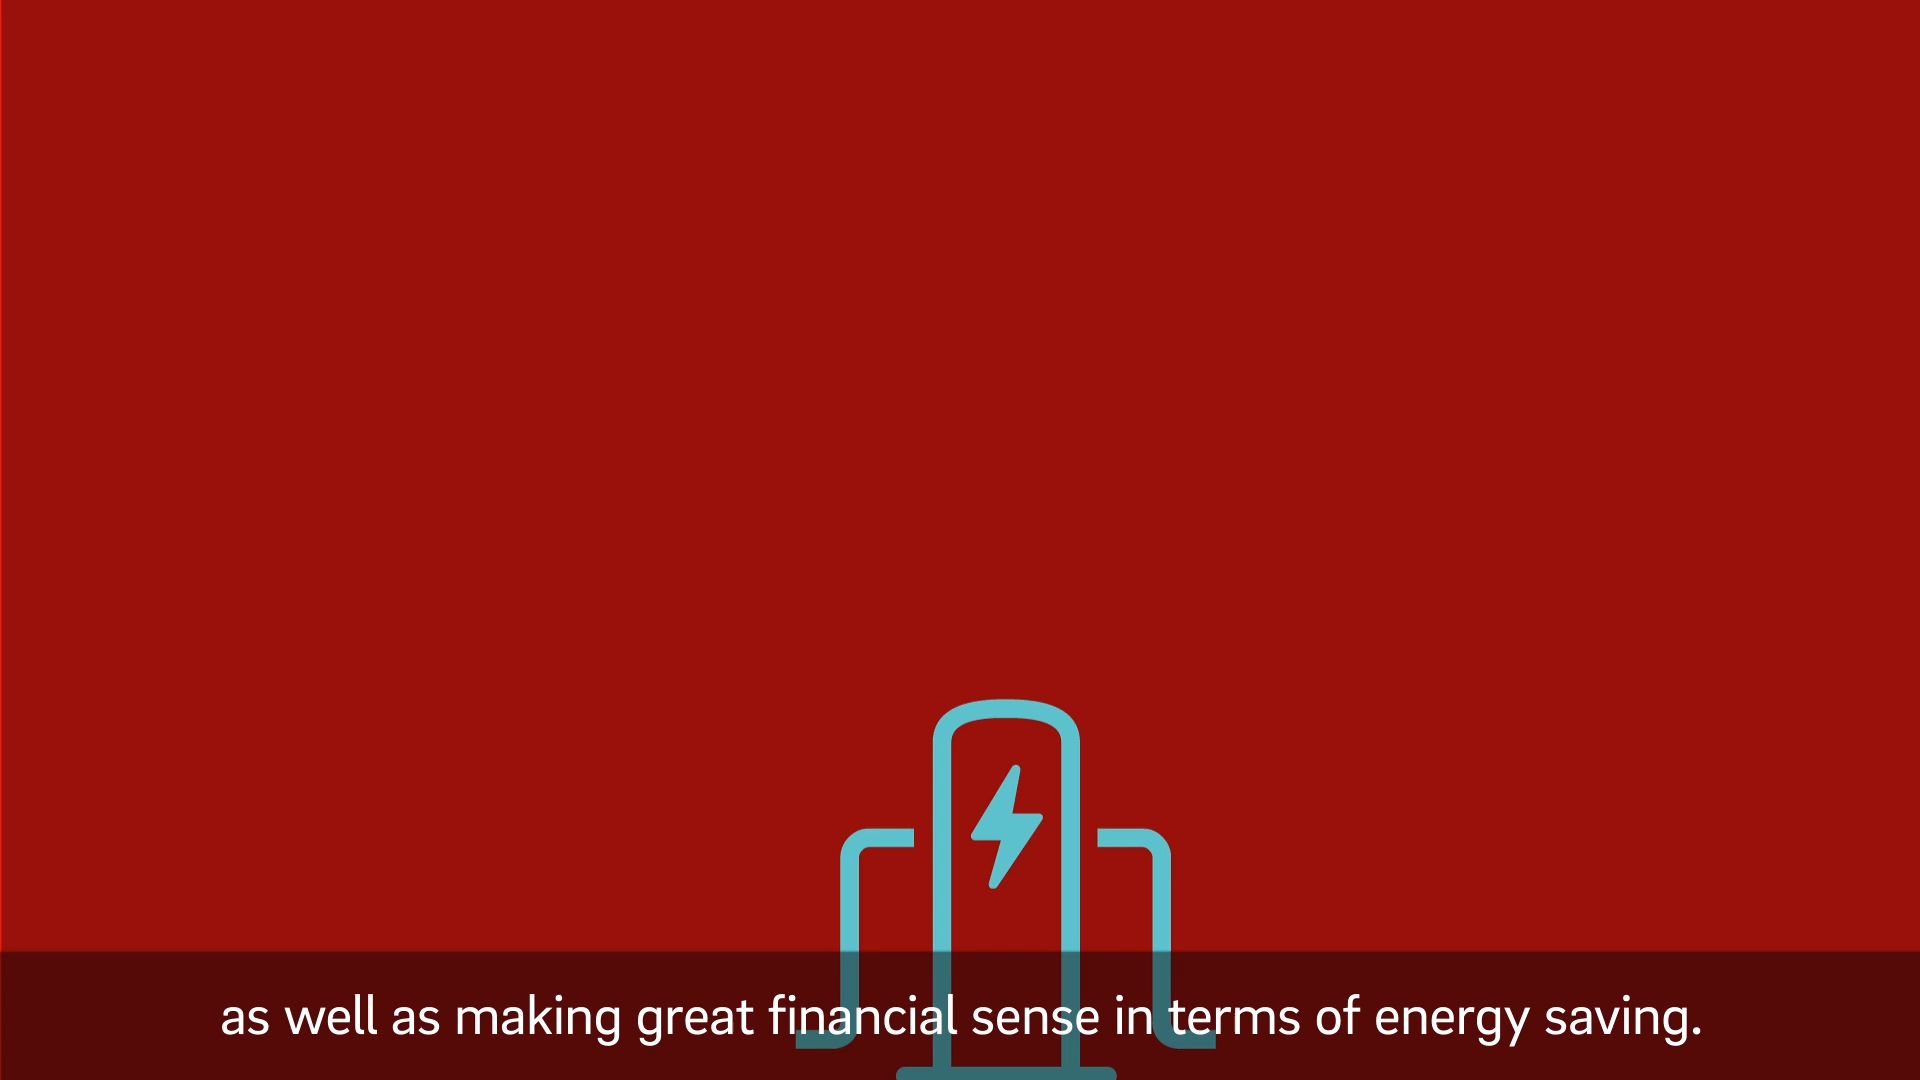 as well as making great financial sense in terms of energy saving.